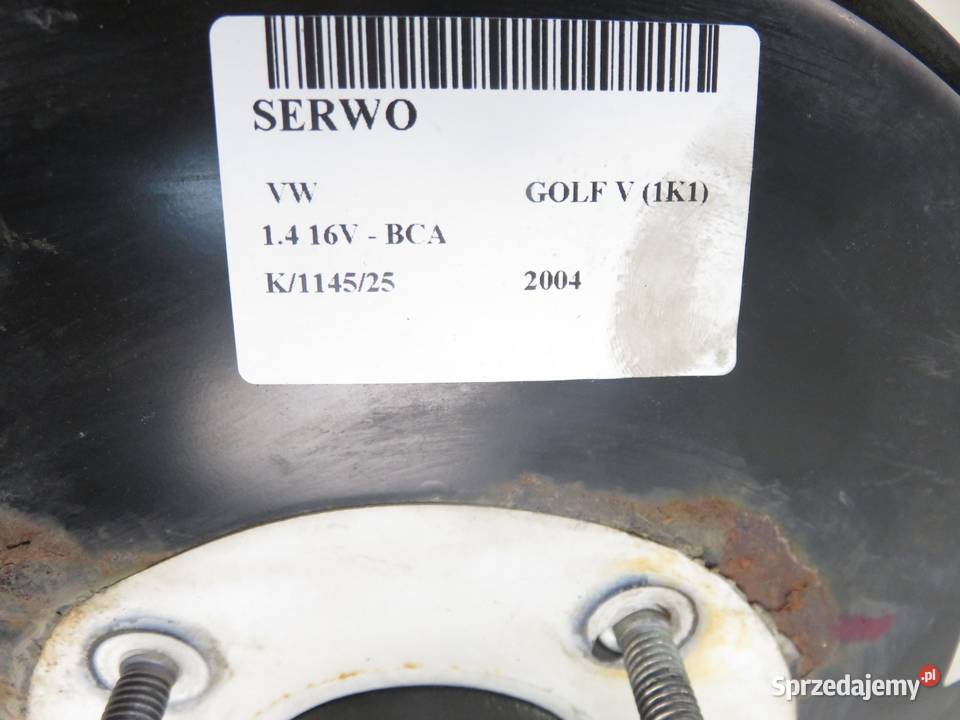 SERWO
VW GOLF V (1K1)
1.4 16V - BCA
K/1145/25 2004
Sprzedajemy.pl